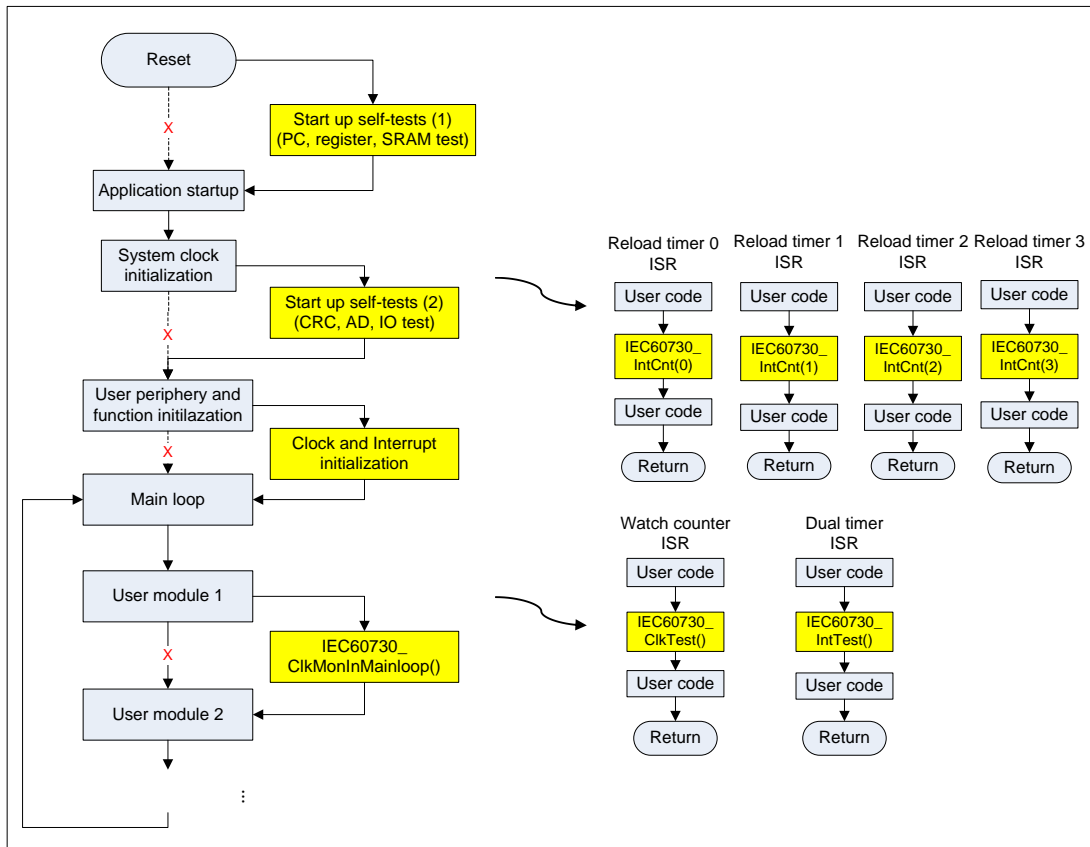 Reset
X
Start up self-tests (1)
(PC, register, SRAM test)
Application startup
System clock
initialization
X
Start up self-tests (2)
(CRC, AD, IO test)
User periphery and
function initilazation
X
Clock and Interrupt
initialization
Main loop
User module 1
X
IEC60730_
ClkMonInMainloop()
User module 2
...
Reload timer 0
ISR
User code
IEC60730_
IntCnt(0)
User code
Return
Reload timer 1
ISR
User code
IEC60730_
IntCnt(1)
User code
Return
Reload timer 2
ISR
User code
IEC60730_
IntCnt(2)
User code
Return
Reload timer 3
ISR
User code
IEC60730_
IntCnt(3)
User code
Return
Watch counter
ISR
User code
IEC60730_
ClkTest()
User code
Return
Dual timer
ISR
User code
IEC60730_
IntTest()
User code
Return